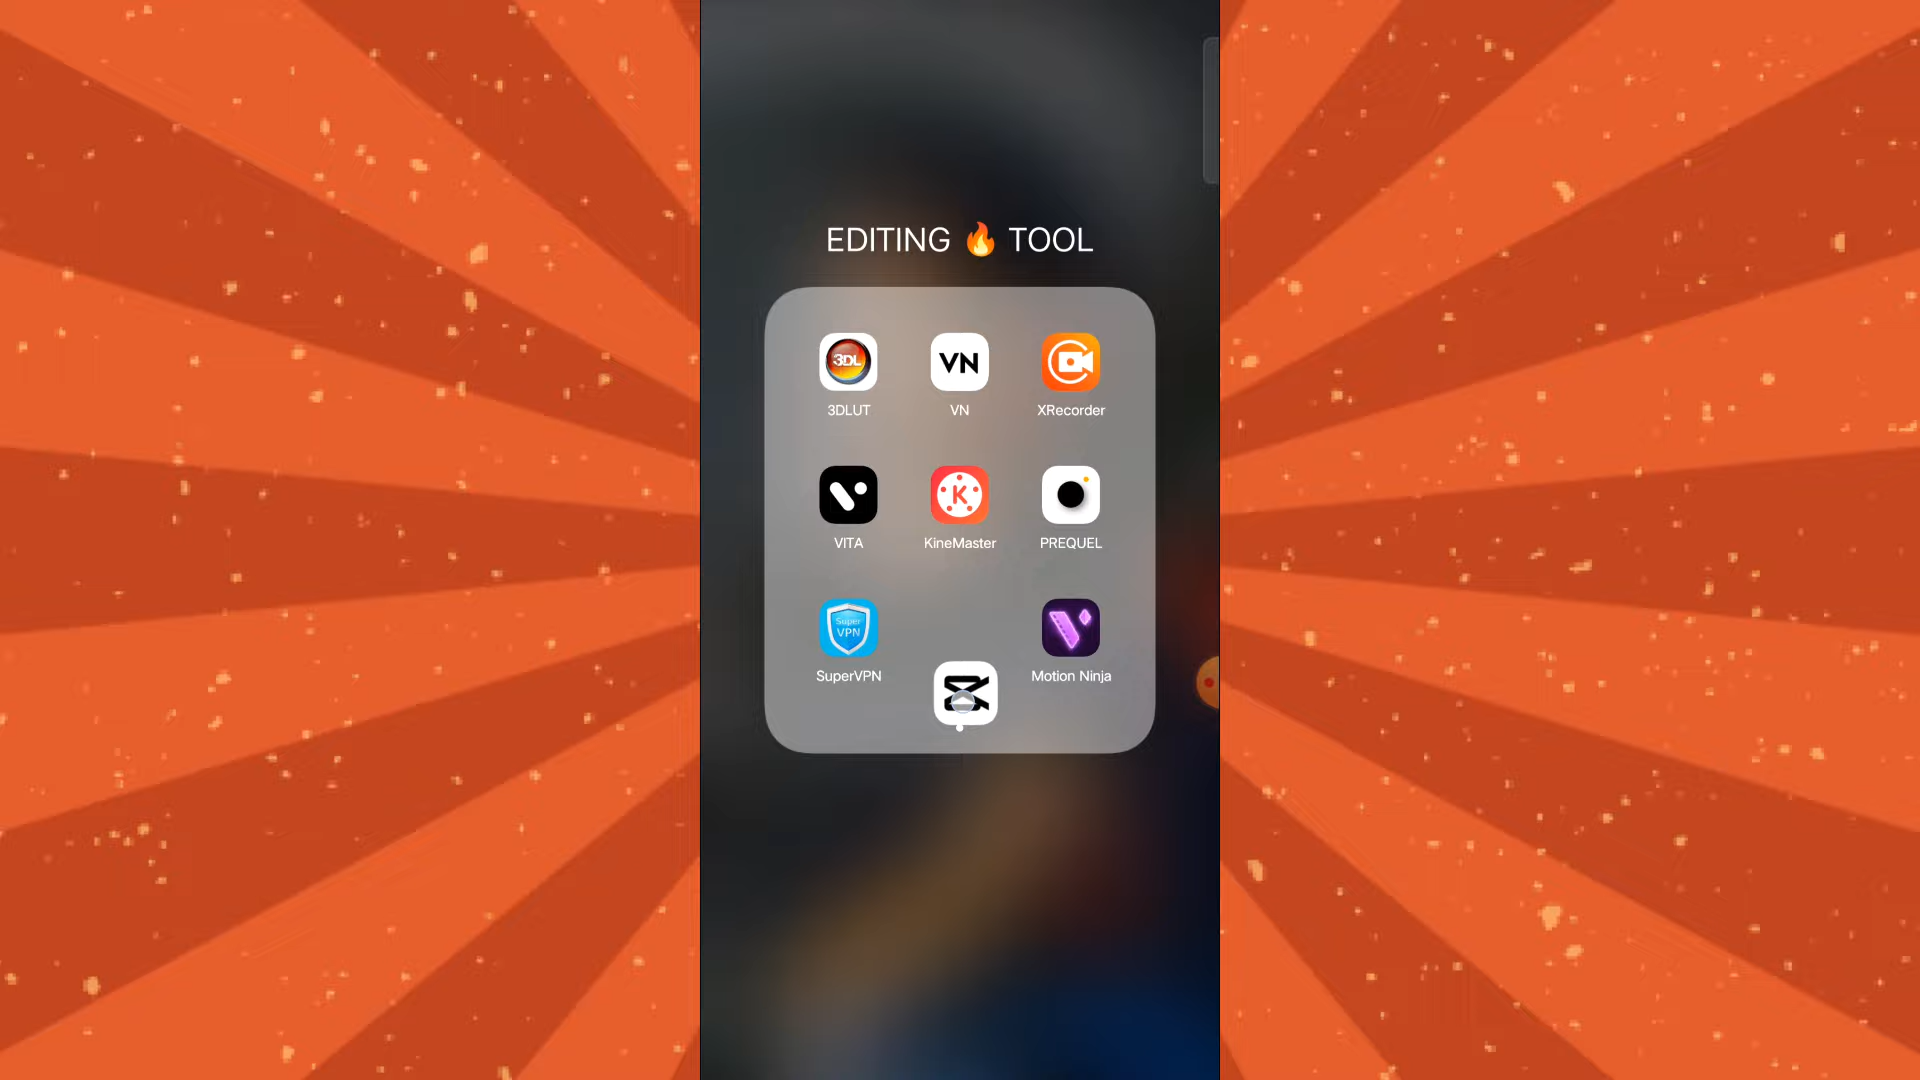 EDITING 🔥 TOOL
3DL
VN
3DLUT
VN
XRecorder
K
VITA
KineMaster
PREQUEL
Super
VPN
SuperVPN
Motion Ninja